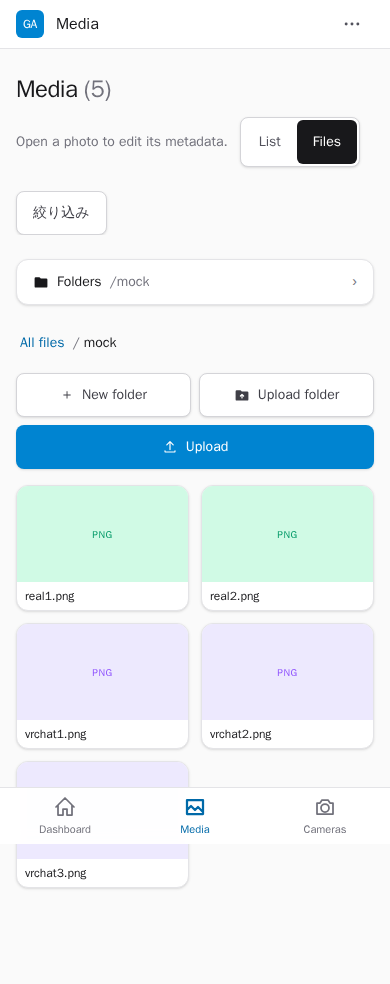 GA Media
Media (5)
Open a photo to edit its metadata. List Files
絞り込み
Folders /mock
All files / mock
New folder Upload folder
Upload
PNG PNG
real1.png real2.png
PNG PNG
vrchat1.png vrchat2.png
Dashboard Media Cameras
vrchat3.png